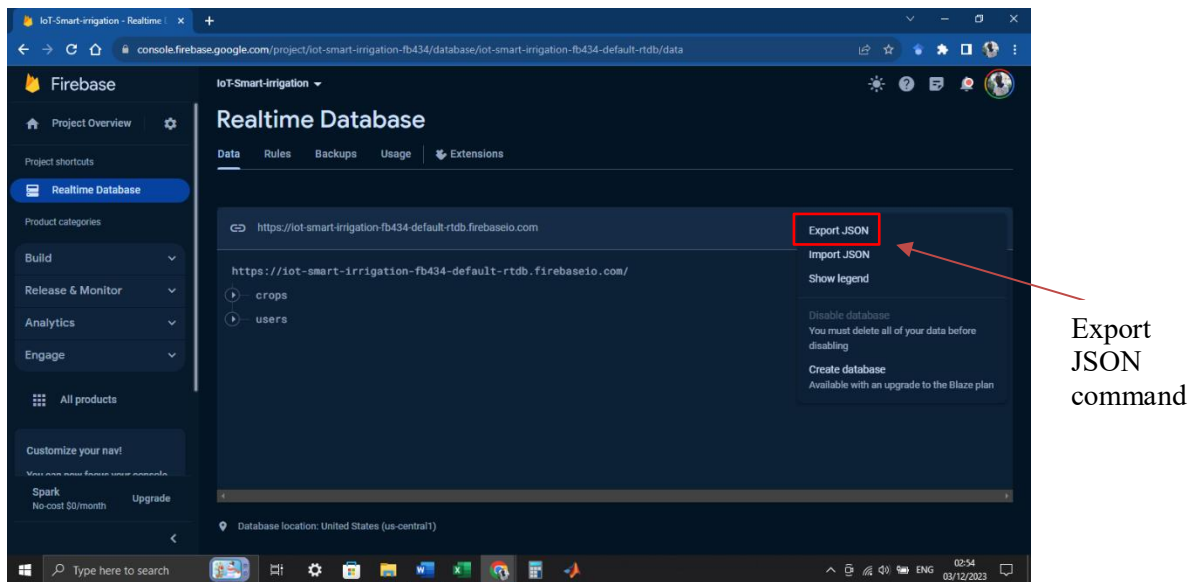 IoT-Smart-irrigation - Realtime
console.firebase.google.com/project/iot-smart-irrigation-fb434/database/iot-smart-irrigation-fb434-default-rtdb/data
Firebase
IoT-Smart-irrigation
Project Overview
Realtime Database
Data Rules Backups Usage Extensions
Project shortcuts
Realtime Database
Product categories
Build
Release & Monitor
Analytics
Engage
All products
Customize your nav!
You can now focus your console
Spark
No-cost $0/month
Upgrade
https://iot-smart-irrigation-fb434-default-rtdb.firebaseio.com
https://iot-smart-irrigation-fb434-default-rtdb.firebaseio.com/
crops
users
Export JSON
Import JSON
Show legend
Disable database
You must delete all of your data before
disabling
Create database
Available with an upgrade to the Blaze plan
Database location: United States (us-central1)
Export
JSON
command
Type here to search
ENG
02:54
03/12/2023